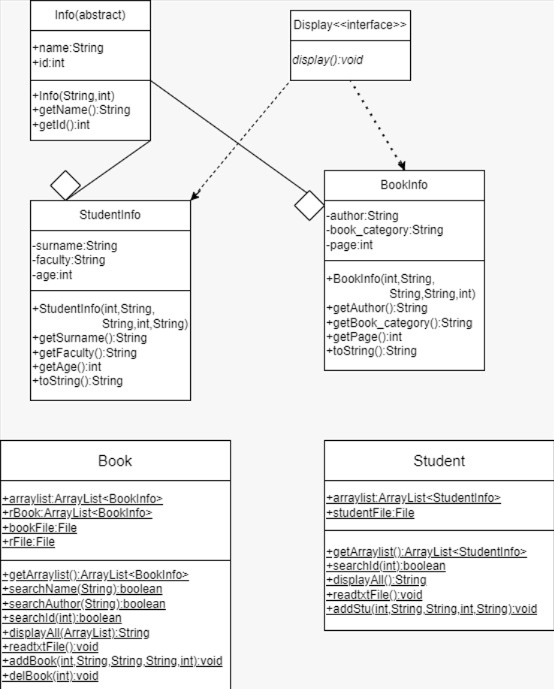 Info(abstract)
+name:String
+id:int
+Info(String,int)
+getName():String
+getId():int
Display<<interface>>
display():void
StudentInfo
-surname:String
-faculty:String
-age:int
+StudentInfo(int,String,
String,int,String)
+getSurname():String
+getFaculty():String
+getAge():int
+toString():String
BookInfo
-author:String
-book_category:String
-page:int
+BookInfo(int,String,
String,String,int)
+getAuthor():String
+getBook_category():String
+getPage():int
+toString():String
Book
+arraylist:ArrayList<BookInfo>
+rBook:ArrayList<BookInfo>
+bookFile:File
+rFile:File
+getArraylist():ArrayList<BookInfo>
+searchName(String):boolean
+searchAuthor(String):boolean
+searchId(int):boolean
+displayAll(ArrayList):String
+readtxtFile():void
+addBook(int,String,String,String,int):void
+delBook(int):void
Student
+arraylist:ArrayList<StudentInfo>
+studentFile:File
+getArraylist():ArrayList<StudentInfo>
+searchId(int):boolean
+displayAll():String
+readtxtFile():void
+addStu(int,String,String,int,String):void